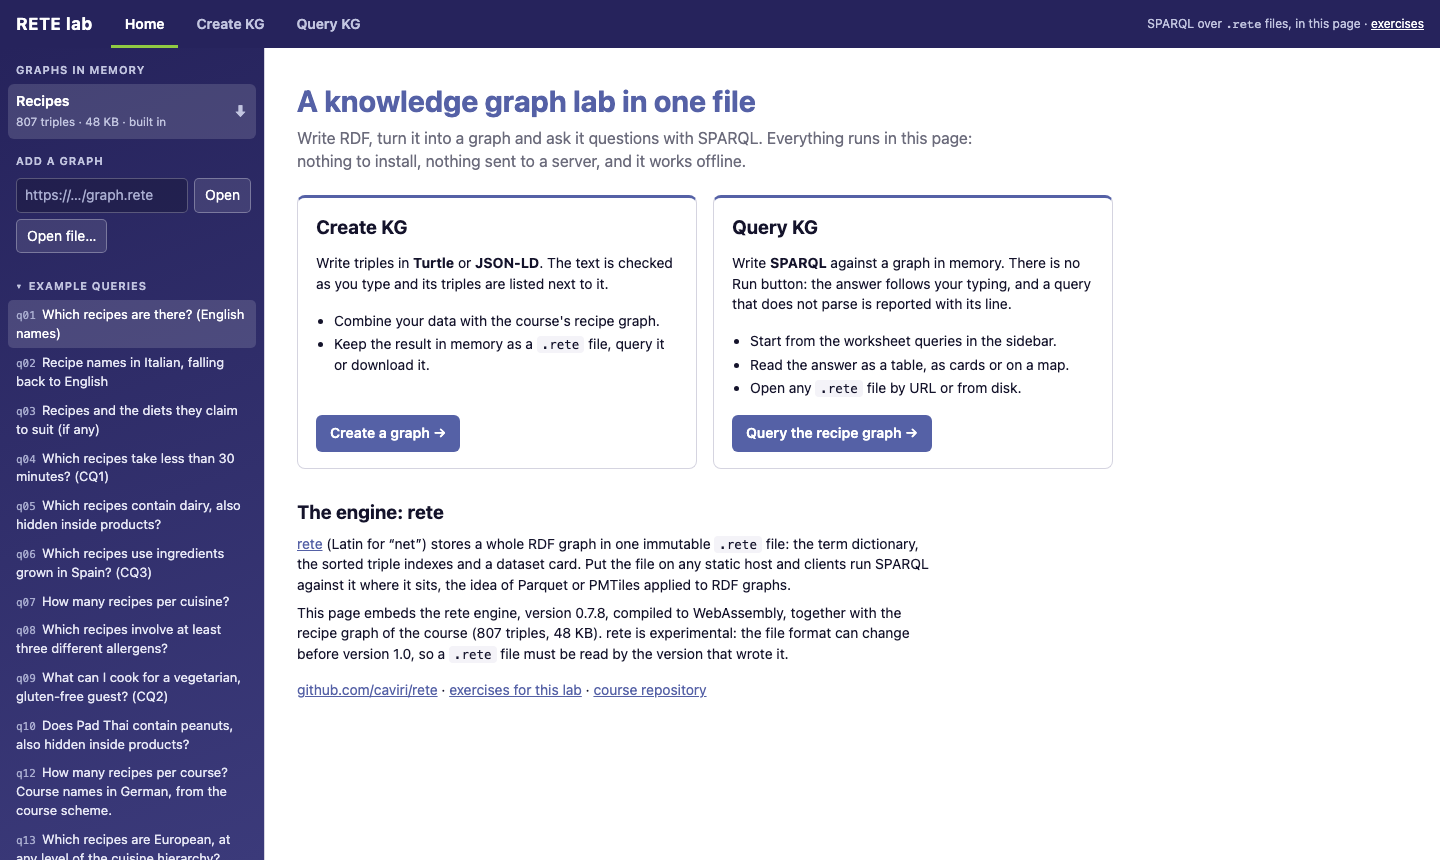 RETE lab
Home
Create KG
Query KG
SPARQL over .rete files, in this page · exercises
GRAPHS IN MEMORY
Recipes
807 triples · 48 KB · built in
ADD A GRAPH
https://.../graph.rete
Open
Open file...
EXAMPLE QUERIES
q01 Which recipes are there? (English
names)
q02 Recipe names in Italian, falling
back to English
q03 Recipes and the diets they claim
to suit (if any)
q04 Which recipes take less than 30
minutes? (CQ1)
q05 Which recipes contain dairy, also
hidden inside products?
q06 Which recipes use ingredients
grown in Spain? (CQ3)
q07 How many recipes per cuisine?
q08 Which recipes involve at least
three different allergens?
q09 What can I cook for a vegetarian,
gluten-free guest? (CQ2)
q10 Does Pad Thai contain peanuts,
also hidden inside products?
q12 How many recipes per course?
Course names in German, from the
course scheme.
q13 Which recipes are European, at
any level of the cuisine hierarchy?
A knowledge graph lab in one file
Write RDF, turn it into a graph and ask it questions with SPARQL. Everything runs in this page:
nothing to install, nothing sent to a server, and it works offline.
Create KG
Write triples in Turtle or JSON-LD. The text is checked
as you type and its triples are listed next to it.
• Combine your data with the course's recipe graph.
• Keep the result in memory as a .rete file, query it
or download it.
Create a graph →
Query KG
Write SPARQL against a graph in memory. There is no
Run button: the answer follows your typing, and a query
that does not parse is reported with its line.
• Start from the worksheet queries in the sidebar.
• Read the answer as a table, as cards or on a map.
• Open any .rete file by URL or from disk.
Query the recipe graph →
The engine: rete
rete (Latin for “net”) stores a whole RDF graph in one immutable .rete file: the term dictionary,
the sorted triple indexes and a dataset card. Put the file on any static host and clients run SPARQL
against it where it sits, the idea of Parquet or PMTiles applied to RDF graphs.
This page embeds the rete engine, version 0.7.8, compiled to WebAssembly, together with the
recipe graph of the course (807 triples, 48 KB). rete is experimental: the file format can change
before version 1.0, so a .rete file must be read by the version that wrote it.
github.com/caviri/rete · exercises for this lab · course repository